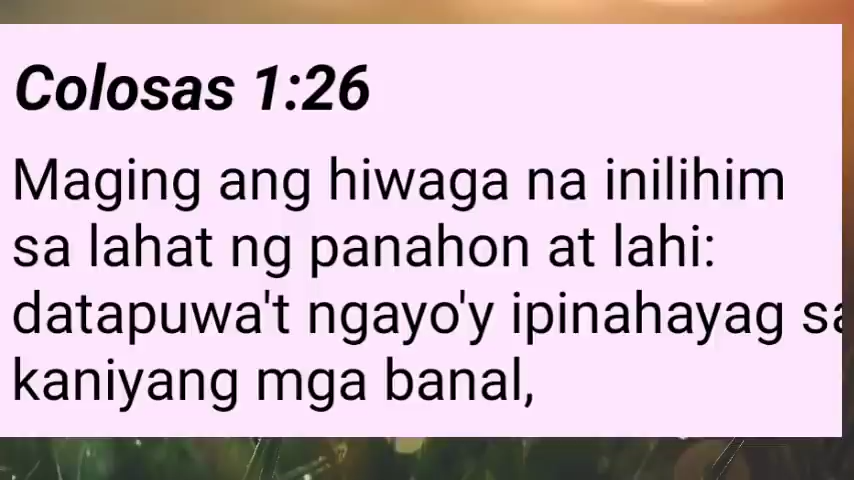 Colosas 1:26
Maging ang hiwaga na inilihim
sa lahat ng panahon at lahi:
datapuwa't ngayo'y ipinahayag sa
kaniyang mga banal,